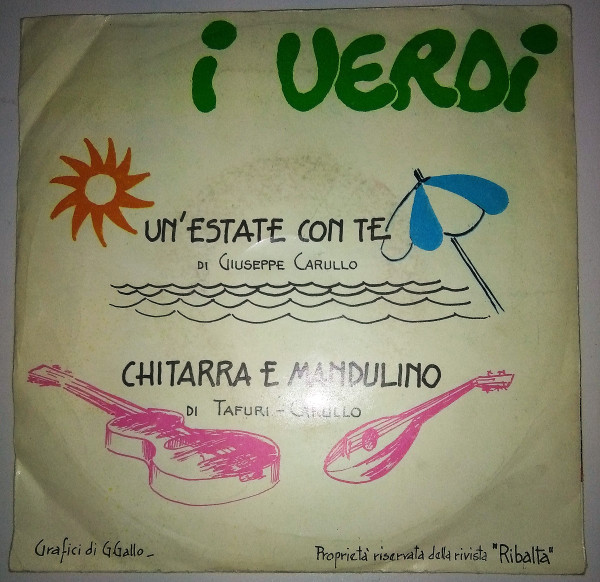 i VERDi
UN'ESTATE CON TE
DI GIUSEPPE CARULLO
CHITARRA E MANDULINO
DI TAFURI - CARULLO
Grafici di G.Gallo_
Proprietà riservata della rivista "Ribalta"